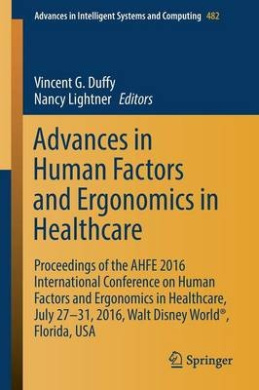 Advances in Intelligent Systems and Computing 482
Vincent G. Duffy
Nancy Lightner Editors
Advances in
Human Factors
and Ergonomics in
Healthcare
Proceedings of the AHFE 2016
International Conference on Human
Factors and Ergonomics in Healthcare,
July 27–31, 2016, Walt Disney World®,
Florida, USA
Springer